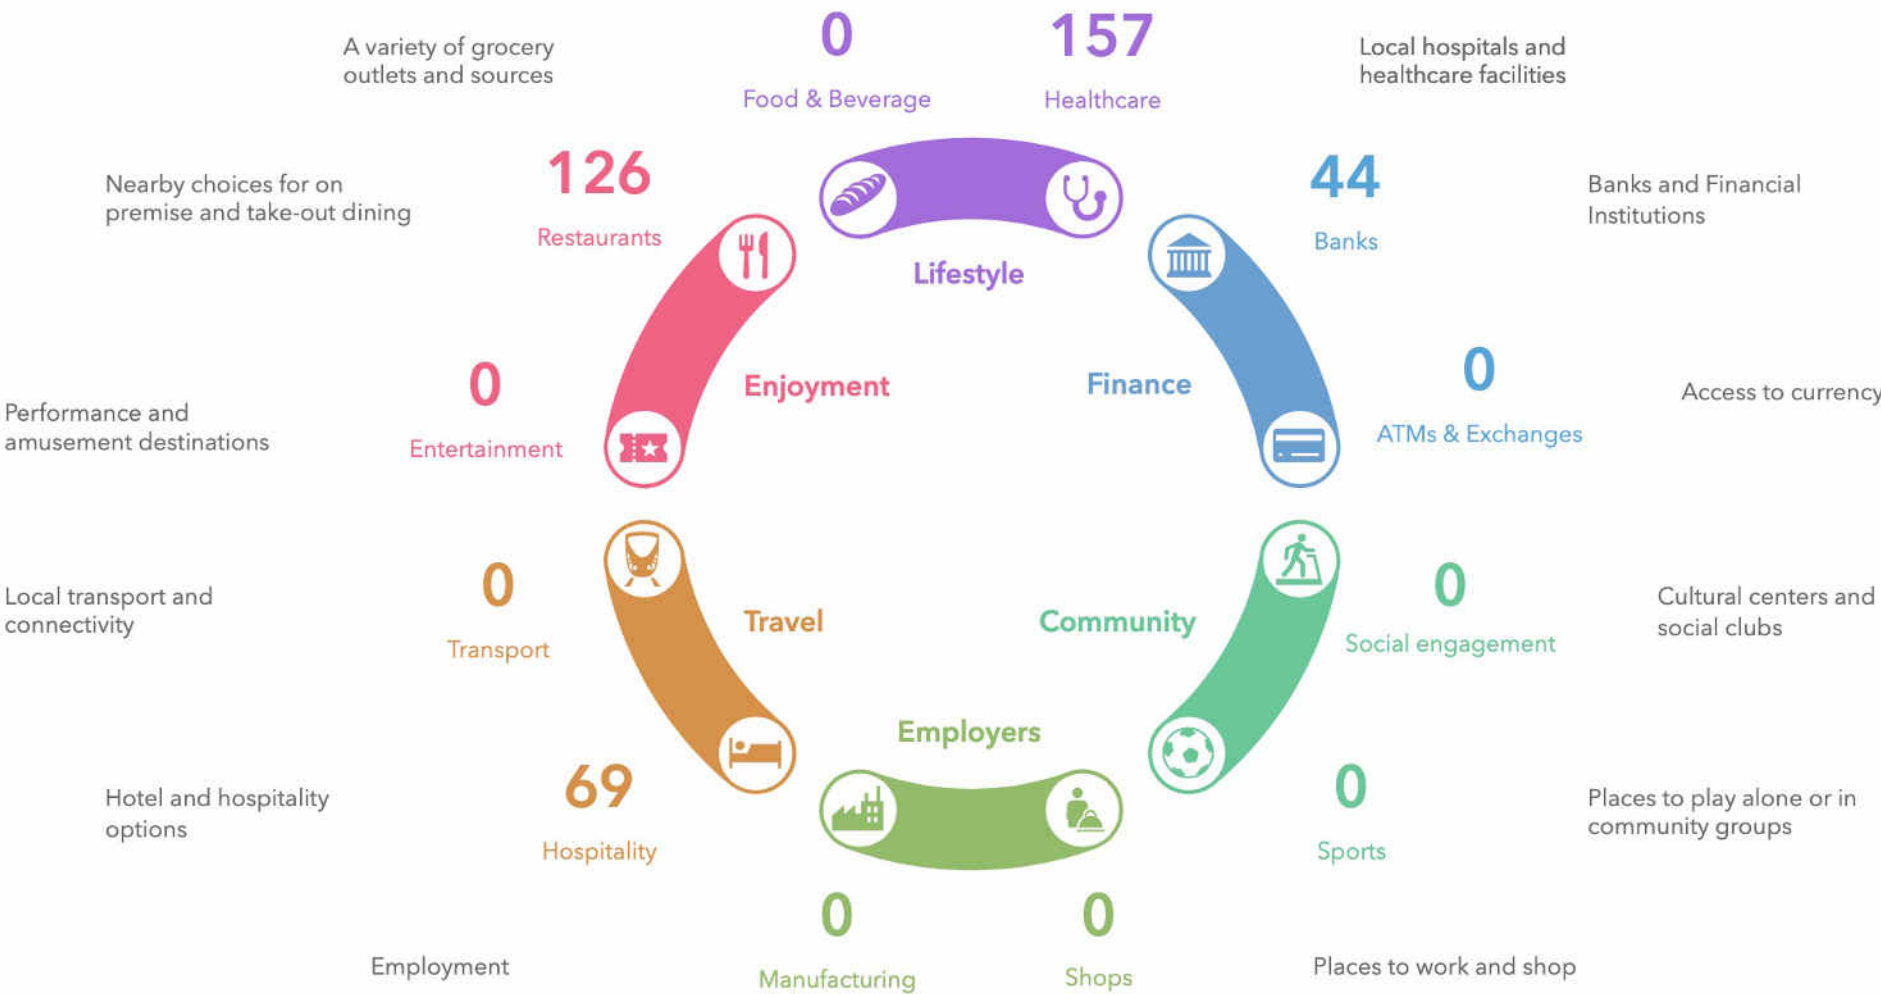 0
157
A variety of grocery
outlets and sources
Local hospitals and
healthcare facilities
Food & Beverage
Healthcare
126
44
Nearby choices for on
premise and take-out dining
Banks and Financial
Institutions
Restaurants
Banks
Lifestyle
0
0
Enjoyment
Finance
Performance and
amusement destinations
Access to currency
Entertainment
ATMs & Exchanges
0
0
Local transport and
connectivity
Cultural centers and
social clubs
Travel
Community
Transport
Social engagement
Employers
69
0
Hotel and hospitality
options
Places to play alone or in
community groups
Hospitality
Sports
0
0
Employment
Manufacturing
Shops
Places to work and shop